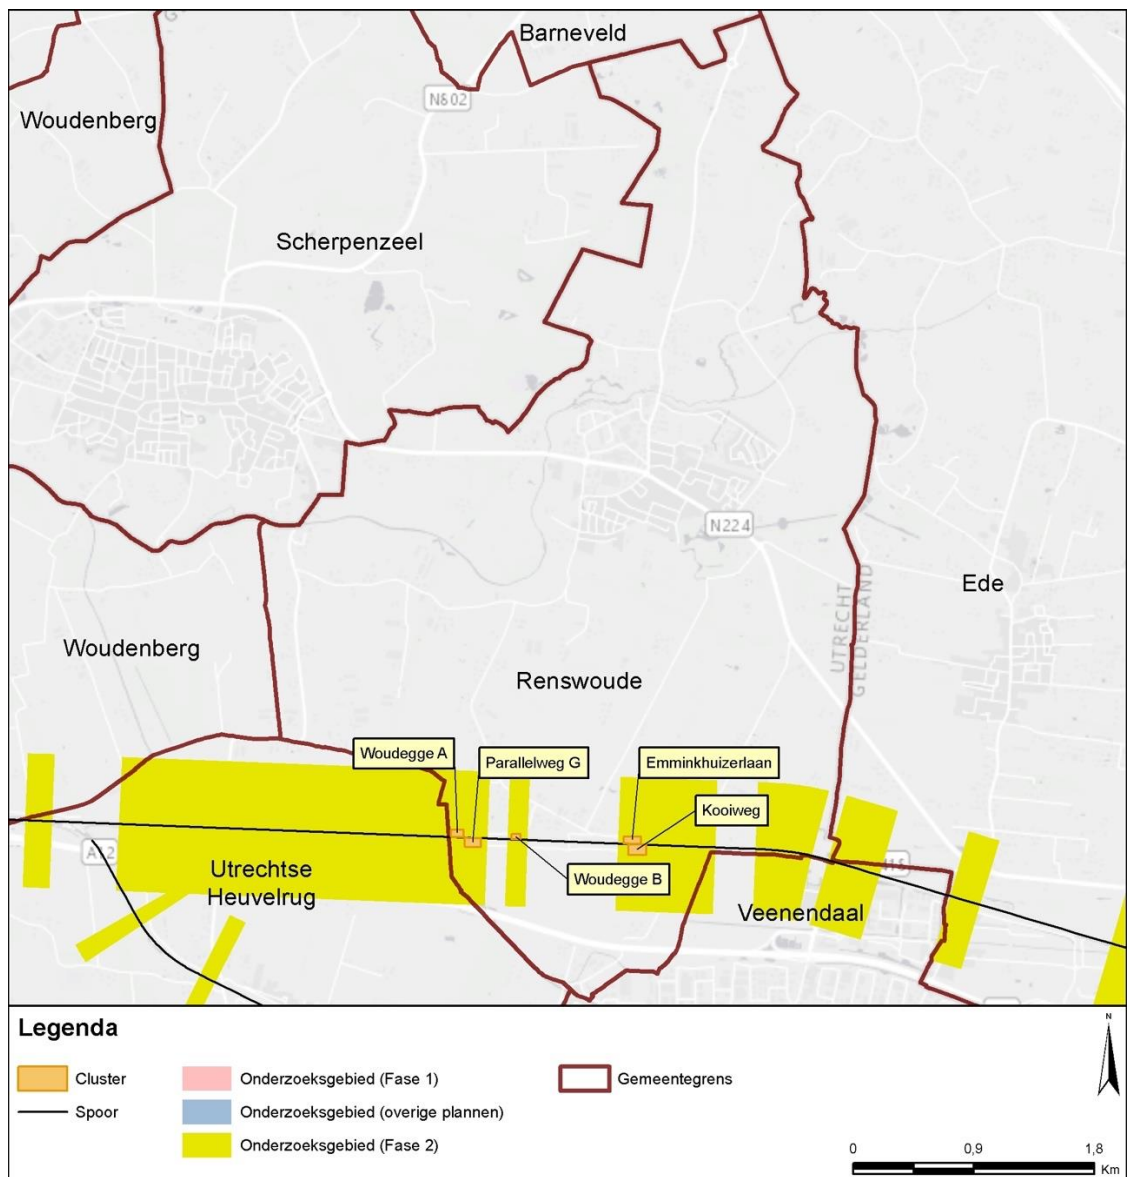 Barneveld
N802
Woudenberg
Scherpenzeel
N224
Ede
UTRECHT
GELDERLAND
Woudenberg
Renswoude
Woudegge A
Parallelweg G
Emminkhuizerlaan
Kooiweg
A12
Utrechtse
Heuvelrug
Woudegge B
Veenendaal
Legenda
Cluster
Spoor
Onderzoeksgebied (Fase 1)
Onderzoeksgebied (overige plannen)
Onderzoeksgebied (Fase 2)
Gemeentegrens
N
0 0,9 1,8
Km